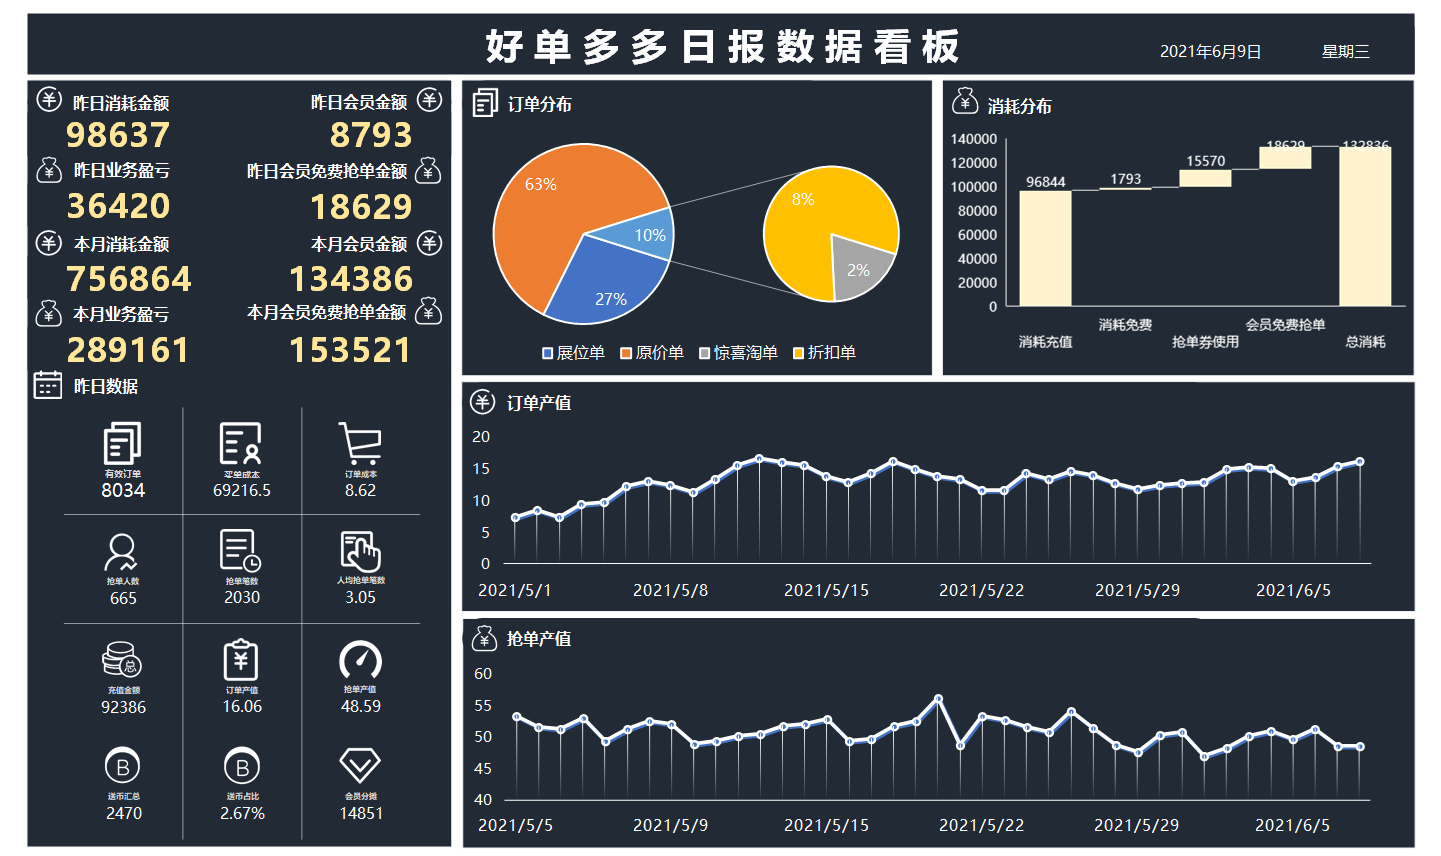 好单多多日报数据看板
2021年6月9日 星期三
昨日消耗金额 昨日会员金额
98637 8793
昨日业务盈亏 昨日会员免费抢单金额
36420 18629
本月消耗金额 本月会员金额
756864 134386
本月业务盈亏 本月会员免费抢单金额
289161 153521
昨日数据
有效订单 买单成本 订单成本
8034 69216.5 8.62
抢单人数 抢单笔数 人均抢单笔数
665 2030 3.05
总
充值金额 订单产值 抢单产值
92386 16.06 48.59
B B
送币汇总 送币占比 会员分摊
2470 2.67% 14851
订单分布
63%
10%
27%
8%
2%
展位单 原价单 惊喜淘单 折扣单
消耗分布
140000
120000
100000
80000
60000
40000
20000
0
96844 1793 15570 18629 132836
消耗充值 消耗免费 抢单券使用 会员免费抢单 总消耗
订单产值
20
15
10
5
0
2021/5/1 2021/5/8 2021/5/15 2021/5/22 2021/5/29 2021/6/5
抢单产值
60
55
50
45
40
2021/5/5 2021/5/9 2021/5/15 2021/5/22 2021/5/29 2021/6/5